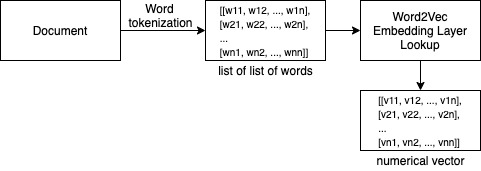 Document
Word
tokenization
[[w11, w12, ..., w1n],
[w21, w22, ..., w2n],
...
[wn1, wn2, ..., wnn]]
list of list of words
Word2Vec
Embedding Layer
Lookup
[[v11, v12, ..., v1n],
[v21, v22, ..., v2n],
...
[vn1, vn2, ..., vnn]]
numerical vector